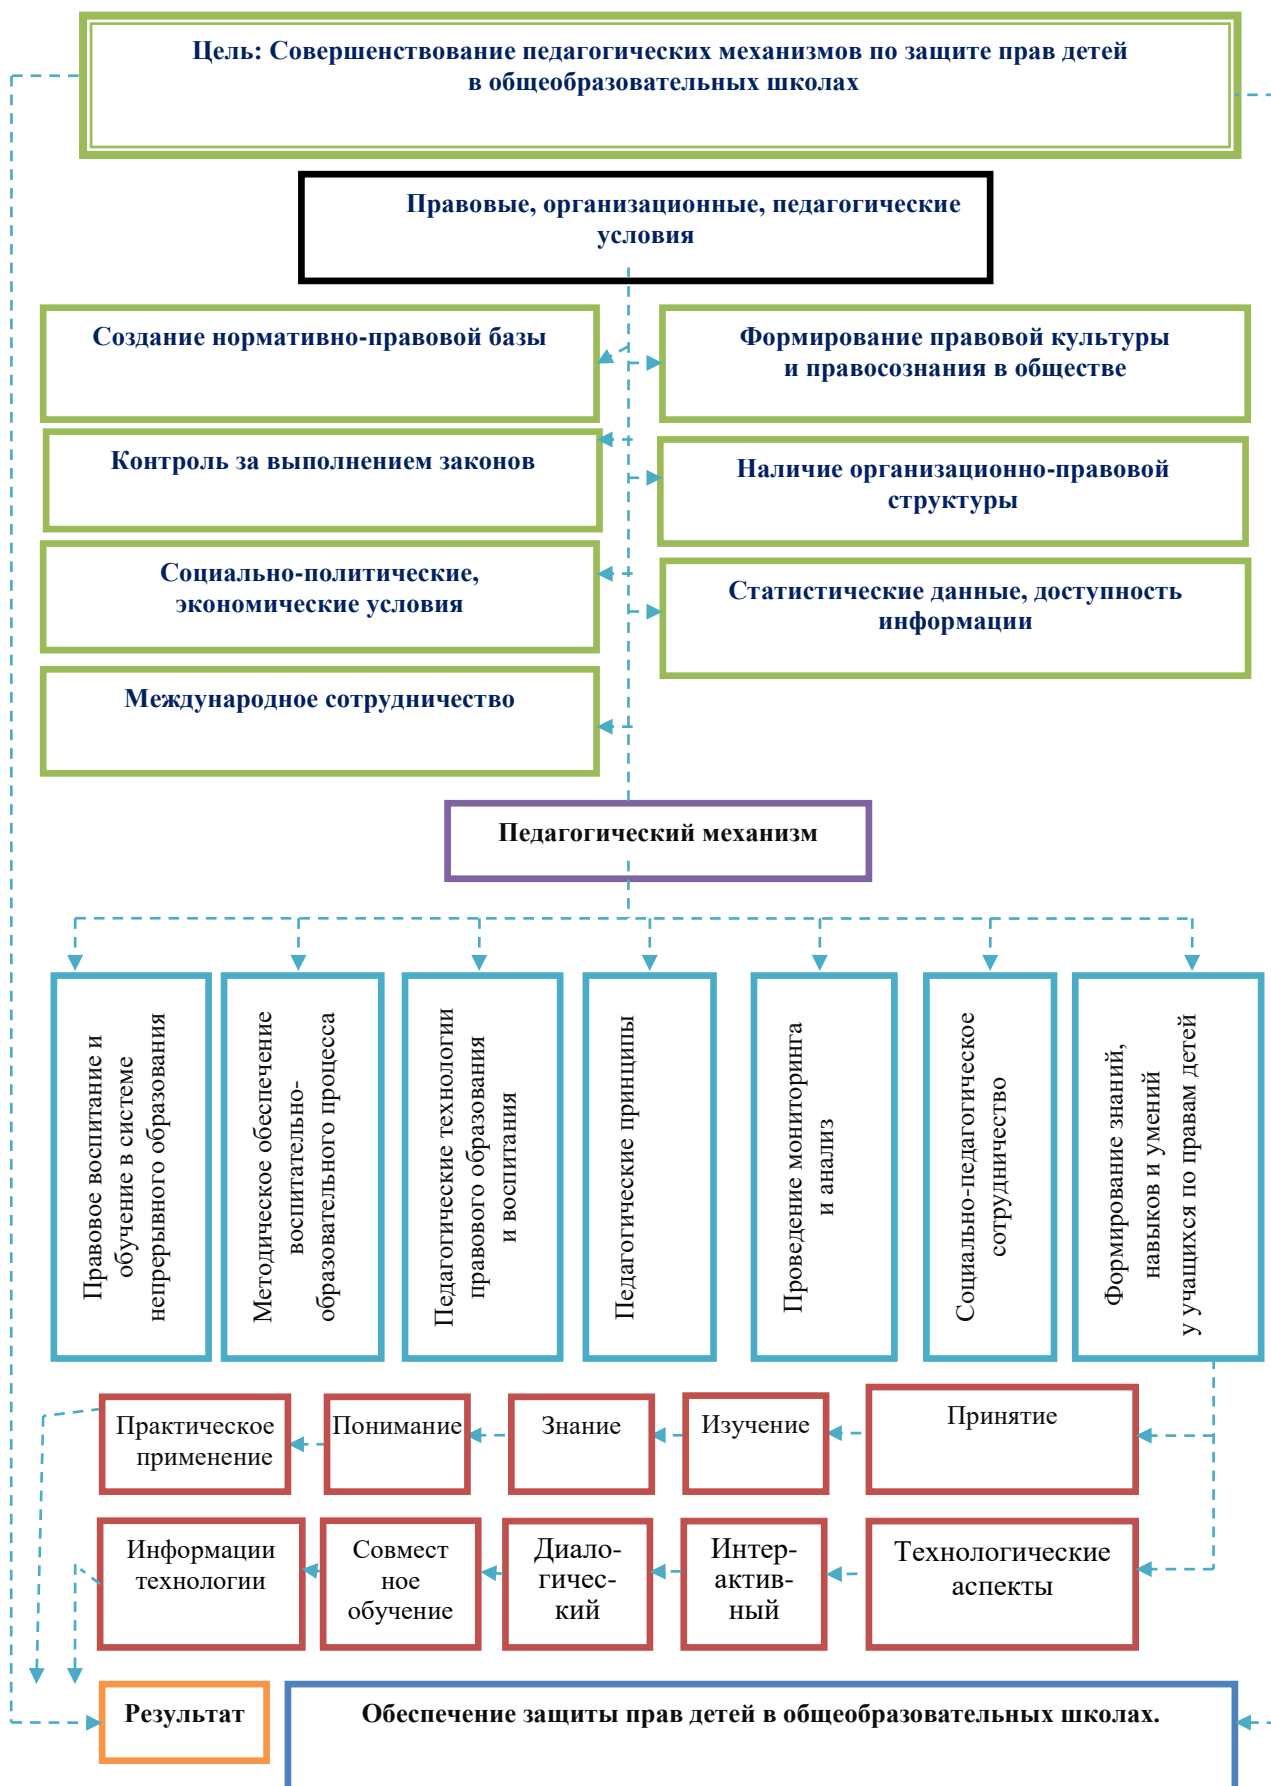 Цель: Совершенствование педагогических механизмов по защите прав детей
в общеобразовательных школах
Правовые, организационные, педагогические
условия
Создание нормативно-правовой базы
Формирование правовой культуры
и правосознания в обществе
Контроль за выполнением законов
Наличие организационно-правовой
структуры
Социально-политические,
экономические условия
Статистические данные, доступность
информации
Международное сотрудничество
Педагогический механизм
Правовое воспитание и
обучение в системе
непрерывного образования
Методическое обеспечение
воспитательно-
образовательного процесса
Педагогические технологии
правового образования
и воспитания
Педагогические принципы
Проведение мониторинга
и анализ
Социально-педагогическое
сотрудничество
Формирование знаний,
навыков и умений
у учащихся по правам детей
Практическое
применение
Понимание
Знание
Изучение
Принятие
Информации
технологии
Совмест
ное
обучение
Диало-
гичес-
кий
Интер-
актив-
ный
Технологические
аспекты
Результат
Обеспечение защиты прав детей в общеобразовательных школах.